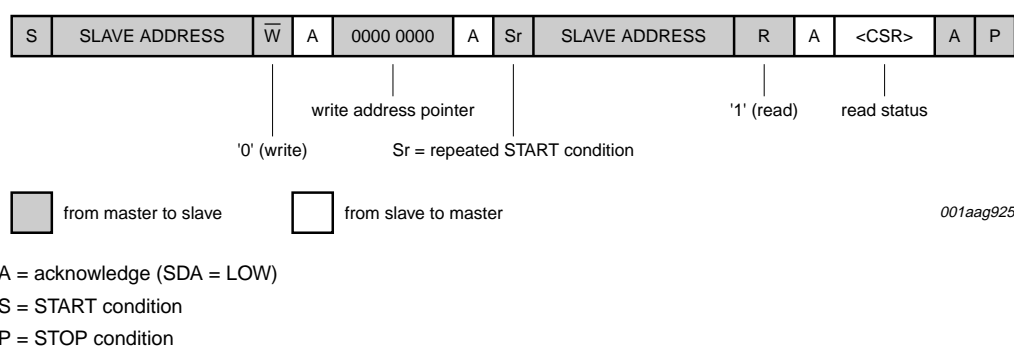 S SLAVE ADDRESS W̅ A 0000 0000 A Sr SLAVE ADDRESS R A <CSR> A P
write address pointer '1' (read) read status
'0' (write) Sr = repeated START condition
from master to slave from slave to master 001aag925
A = acknowledge (SDA = LOW)
S = START condition
P = STOP condition